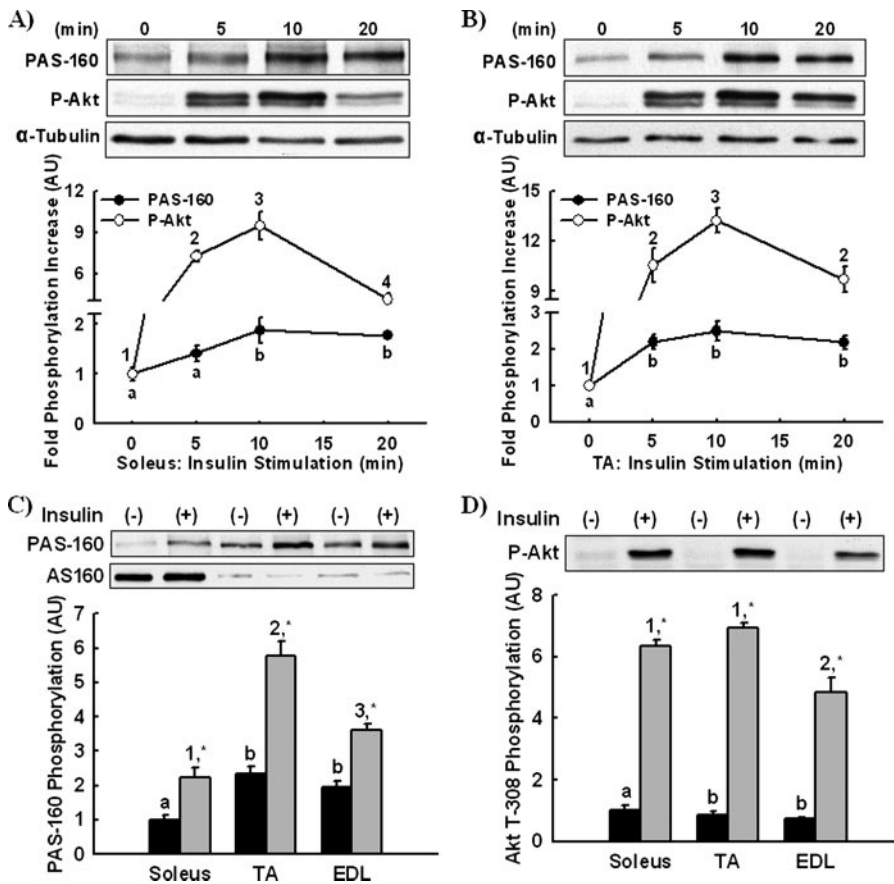 A)
(min) 0 5 10 20
PAS-160
P-Akt
α-Tubulin
Fold Phosphorylation Increase (AU)
12
9
6
2
1
0
PAS-160
P-Akt
1 2 3 4
a a b b
0 5 10 15 20
Soleus: Insulin Stimulation (min)
B)
(min) 0 5 10 20
PAS-160
P-Akt
α-Tubulin
Fold Phosphorylation Increase (AU)
15
12
9
3
2
1
0
PAS-160
P-Akt
1 2 3 2
a b b b
0 5 10 15 20
TA: Insulin Stimulation (min)
C)
Insulin (-) (+) (-) (+) (-) (+)
PAS-160
AS160
PAS-160 Phosphorylation (AU)
7
6
5
4
3
2
1
0
a 1,* b 2,* b 3,*
Soleus TA EDL
D)
Insulin (-) (+) (-) (+) (-) (+)
P-Akt
Akt T-308 Phosphorylation (AU)
8
6
4
2
0
a 1,* b 1,* b 2,*
Soleus TA EDL